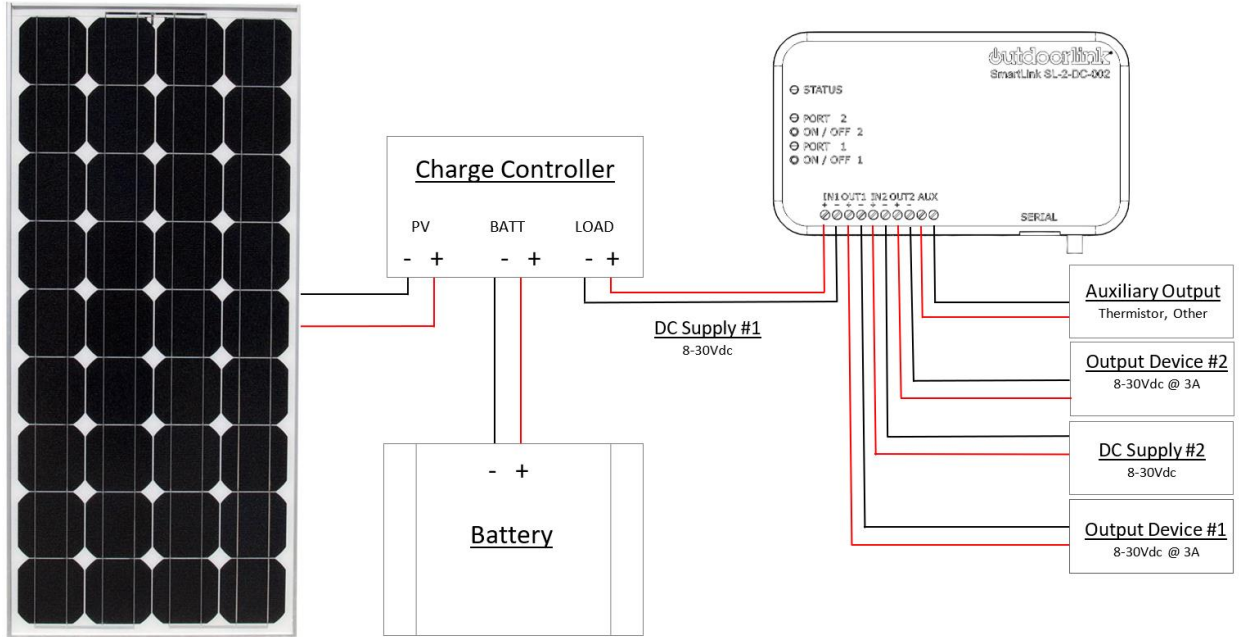 outdoorlink
SmartLink SL-2-DC-002
STATUS
PORT 2
ON / OFF 2
PORT 1
ON / OFF 1
IN1 OUT1 IN2 OUT2 AUX
+ - + - + - + -
SERIAL
Charge Controller
PV BATT LOAD
- + - + - +
DC Supply #1
8-30Vdc
- +
Battery
Auxiliary Output
Thermistor, Other
Output Device #2
8-30Vdc @ 3A
DC Supply #2
8-30Vdc
Output Device #1
8-30Vdc @ 3A